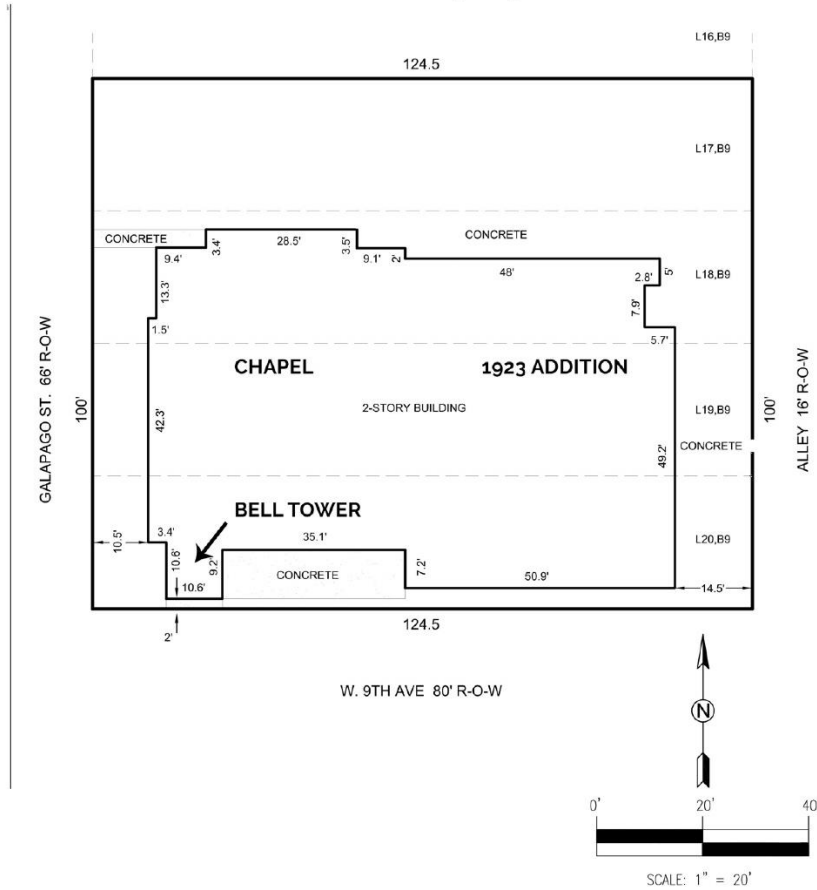 L16,B9
124.5
L17,B9
CONCRETE
9.4'
3.4'
28.5'
3.5'
9.1'
2'
CONCRETE
48'
2.8'
5'
L18,B9
13.3'
7.9'
1.5'
5.7'
GALAPAGO ST. 66' R-O-W
100'
CHAPEL
1923 ADDITION
2-STORY BUILDING
42.3'
49.2'
L19,B9
CONCRETE
100'
ALLEY 16' R-O-W
BELL TOWER
10.5'
3.4'
10.6'
9.2'
10.6'
35.1'
CONCRETE
7.2'
50.9'
L20,B9
14.5'
2'
124.5
W. 9TH AVE 80' R-O-W
N
0' 20' 40
SCALE: 1" = 20'